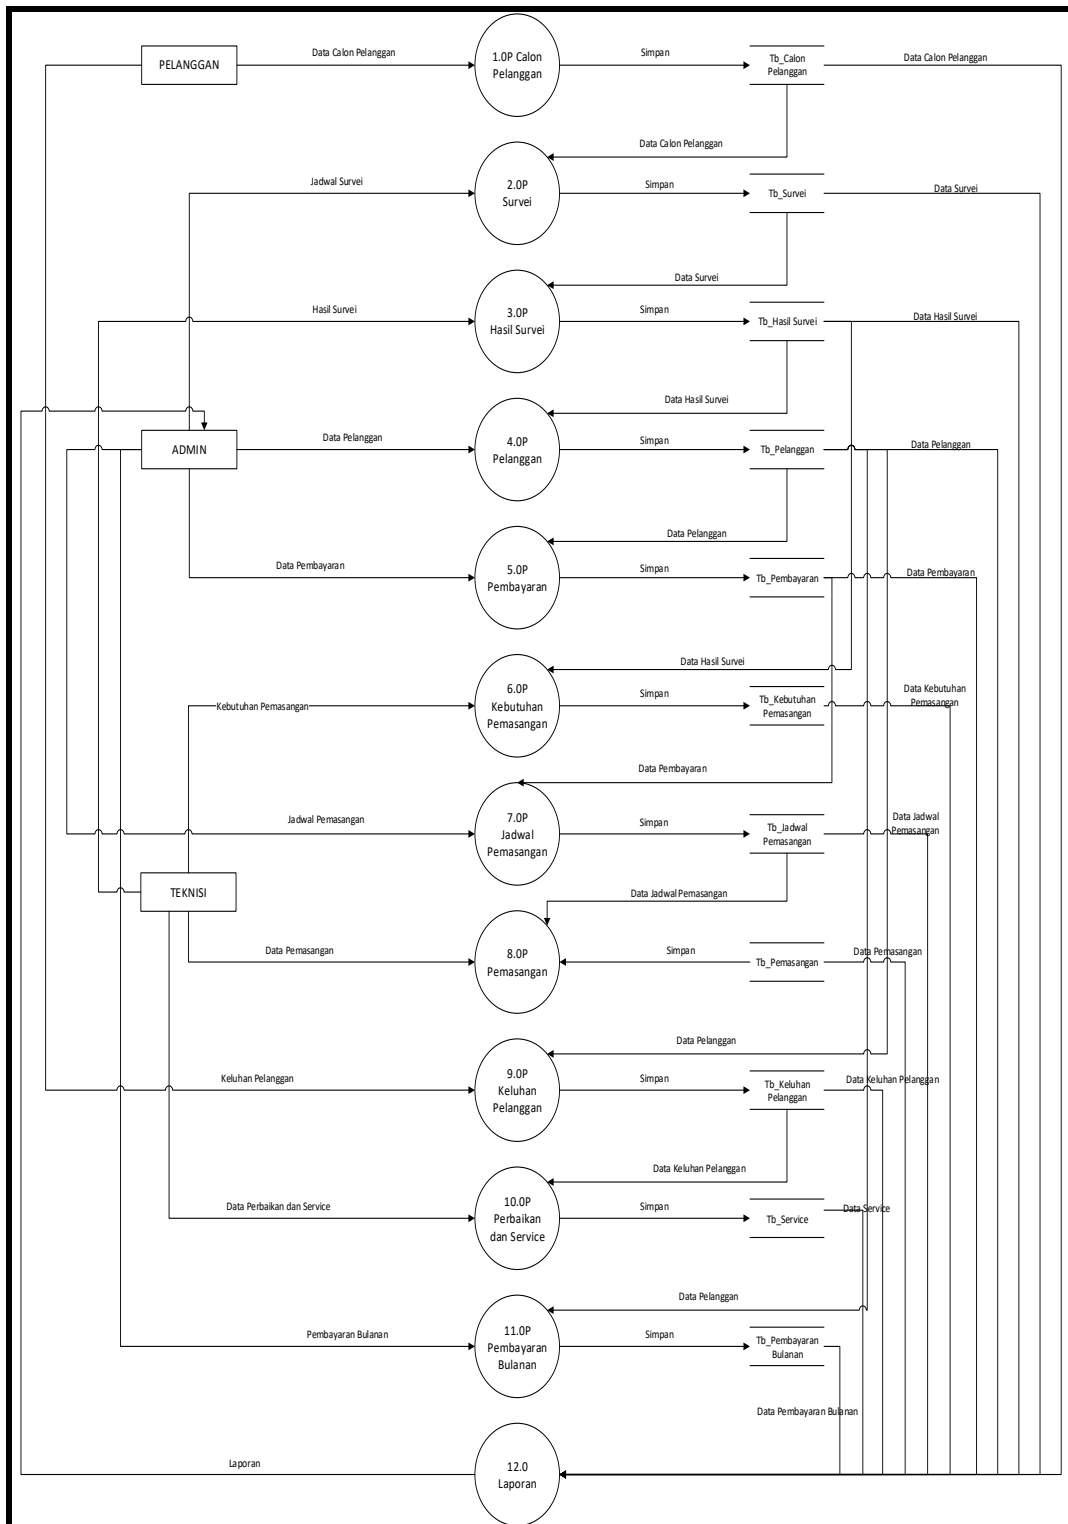 Data Calon Pelanggan
Simpan
Data Calon Pelanggan
PELANGGAN
1.0P Calon
Pelanggan
Tb_Calon
Pelanggan
Data Calon Pelanggan
Jadwal Survei
Simpan
Data Survei
2.0P
Survei
Tb_Survei
Data Survei
Hasil Survei
Simpan
Data Hasil Survei
3.0P
Hasil Survei
Tb_Hasil Survei
Data Hasil Survei
Data Pelanggan
Simpan
Data Pelanggan
ADMIN
4.0P
Pelanggan
Tb_Pelanggan
Data Pelanggan
Data Pembayaran
Simpan
Data Pembayaran
5.0P
Pembayaran
Tb_Pembayaran
Data Hasil Survei
Kebutuhan Pemasangan
Simpan
Data Kebutuhan
Pemasangan
6.0P
Kebutuhan
Pemasangan
Tb_Kebutuhan
Pemasangan
Data Pembayaran
Jadwal Pemasangan
Simpan
Data Jadwal
Pemasangan
7.0P
Jadwal
Pemasangan
Tb_Jadwal
Pemasangan
TEKNISI
Data Jadwal Pemasangan
Data Pemasangan
Simpan
Data Pemasangan
8.0P
Pemasangan
Tb_Pemasangan
Data Pelanggan
Keluhan Pelanggan
Simpan
Data Keluhan Pelanggan
9.0P
Keluhan
Pelanggan
Tb_Keluhan
Pelanggan
Data Keluhan Pelanggan
Data Perbaikan dan Service
Simpan
Data Service
10.0P
Perbaikan
dan Service
Tb_Service
Data Pelanggan
Pembayaran Bulanan
Simpan
11.0P
Pembayaran
Bulanan
Tb_Pembayaran
Bulanan
Data Pembayaran Bulanan
Laporan
12.0
Laporan